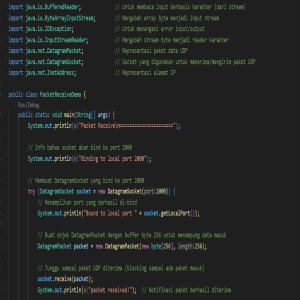 import java.io.BufferedReader; // Untuk membaca input berbasis karakter (dari stream)
import java.io.ByteArrayInputStream; // Mengubah array byte menjadi input stream
import java.io.IOException; // Untuk menangani error input/output
import java.io.InputStreamReader; // Mengubah stream byte menjadi reader karakter
import java.net.DatagramPacket; // Representasi paket data UDP
import java.net.DatagramSocket; // Socket yang digunakan untuk menerima/mengirim paket UDP
import java.net.InetAddress; // Representasi alamat IP
public class PacketReceiveDemo {
Run | Debug
public static void main(String[] args) {
System.out.println(x:"Packet Receive\n====================");
// Info bahwa socket akan bind ke port 2000
System.out.println(x:"Binding to local port 2000");
// Membuat DatagramSocket yang bind ke port 2000
try (DatagramSocket socket = new DatagramSocket(port:2000)) {
// Menampilkan port yang berhasil di-bind
System.out.println("Bound to local port " + socket.getLocalPort());
// Buat objek DatagramPacket dengan buffer byte 256 untuk menampung data masuk
DatagramPacket packet = new DatagramPacket(new byte[256], length:256);
// Tunggu sampai paket UDP diterima (blocking sampai ada paket masuk)
socket.receive(packet);
System.out.println(x:"packet received!"); // Notifikasi paket berhasil diterima